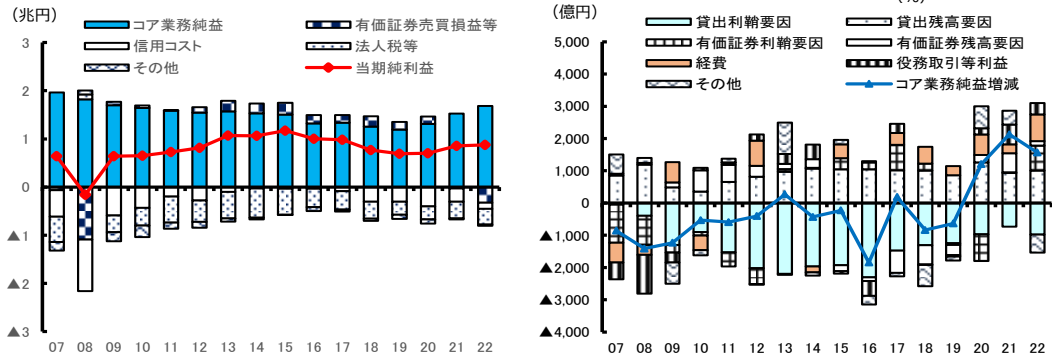 (兆円)
コア業務純益
有価証券売買損益等
信用コスト
法人税等
その他
当期純利益
3
2
1
0
▲1
▲2
▲3
07 08 09 10 11 12 13 14 15 16 17 18 19 20 21 22
(億円)
貸出利鞘要因
貸出残高要因
有価証券利鞘要因
有価証券残高要因
経費
役務取引等利益
その他
コア業務純益増減
5,000
4,000
3,000
2,000
1,000
0
▲1,000
▲2,000
▲3,000
▲4,000
07 08 09 10 11 12 13 14 15 16 17 18 19 20 21 22